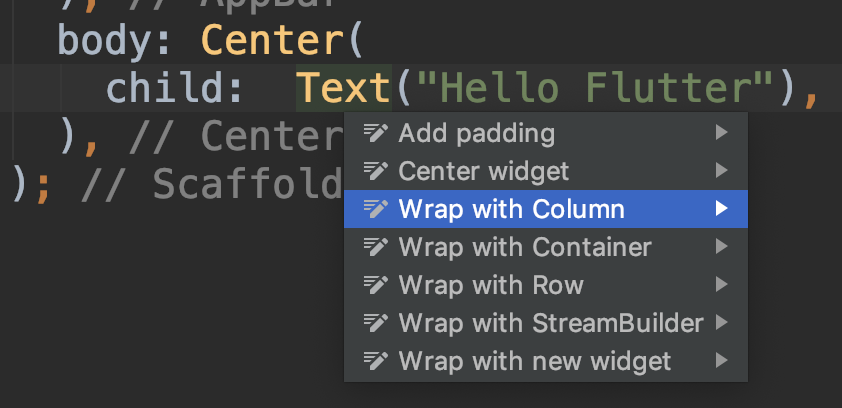 ); // AppBar
body: Center(
child:  Text("Hello Flutter"),
), // Center
); // Scaffold
Add padding
Center widget
Wrap with Column
Wrap with Container
Wrap with Row
Wrap with StreamBuilder
Wrap with new widget